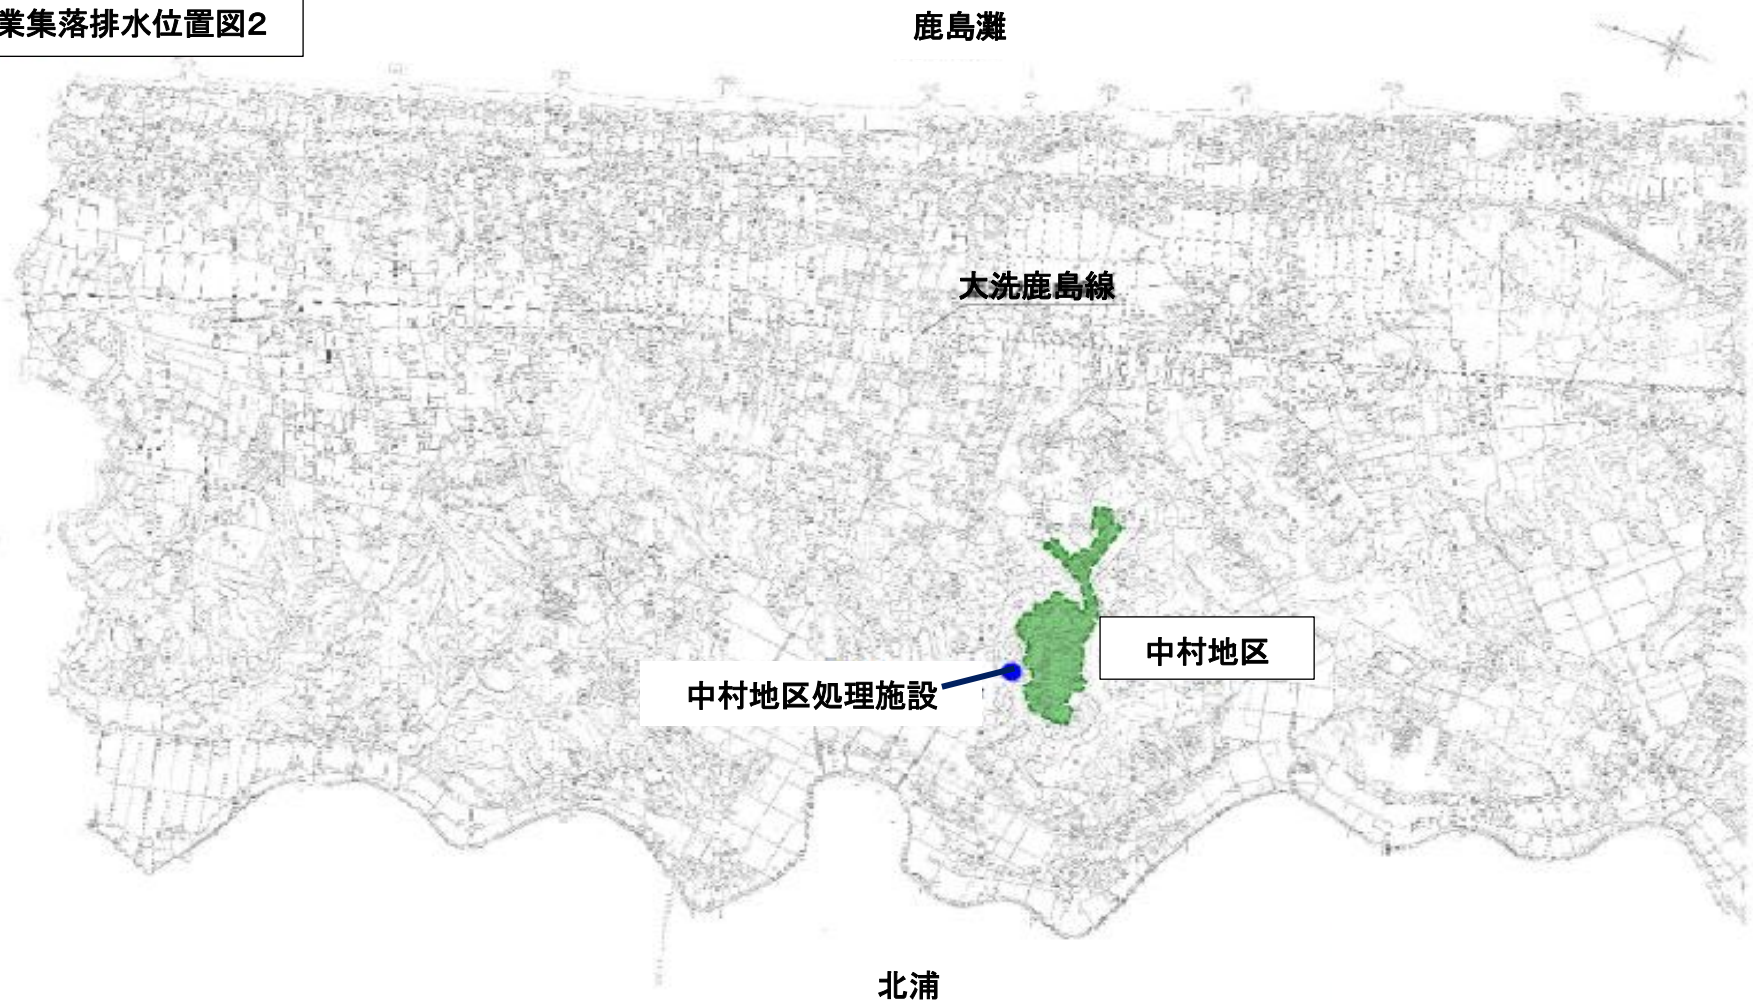 業集落排水位置図2
鹿島灘
大洗鹿島線
中村地区
中村地区処理施設
北浦